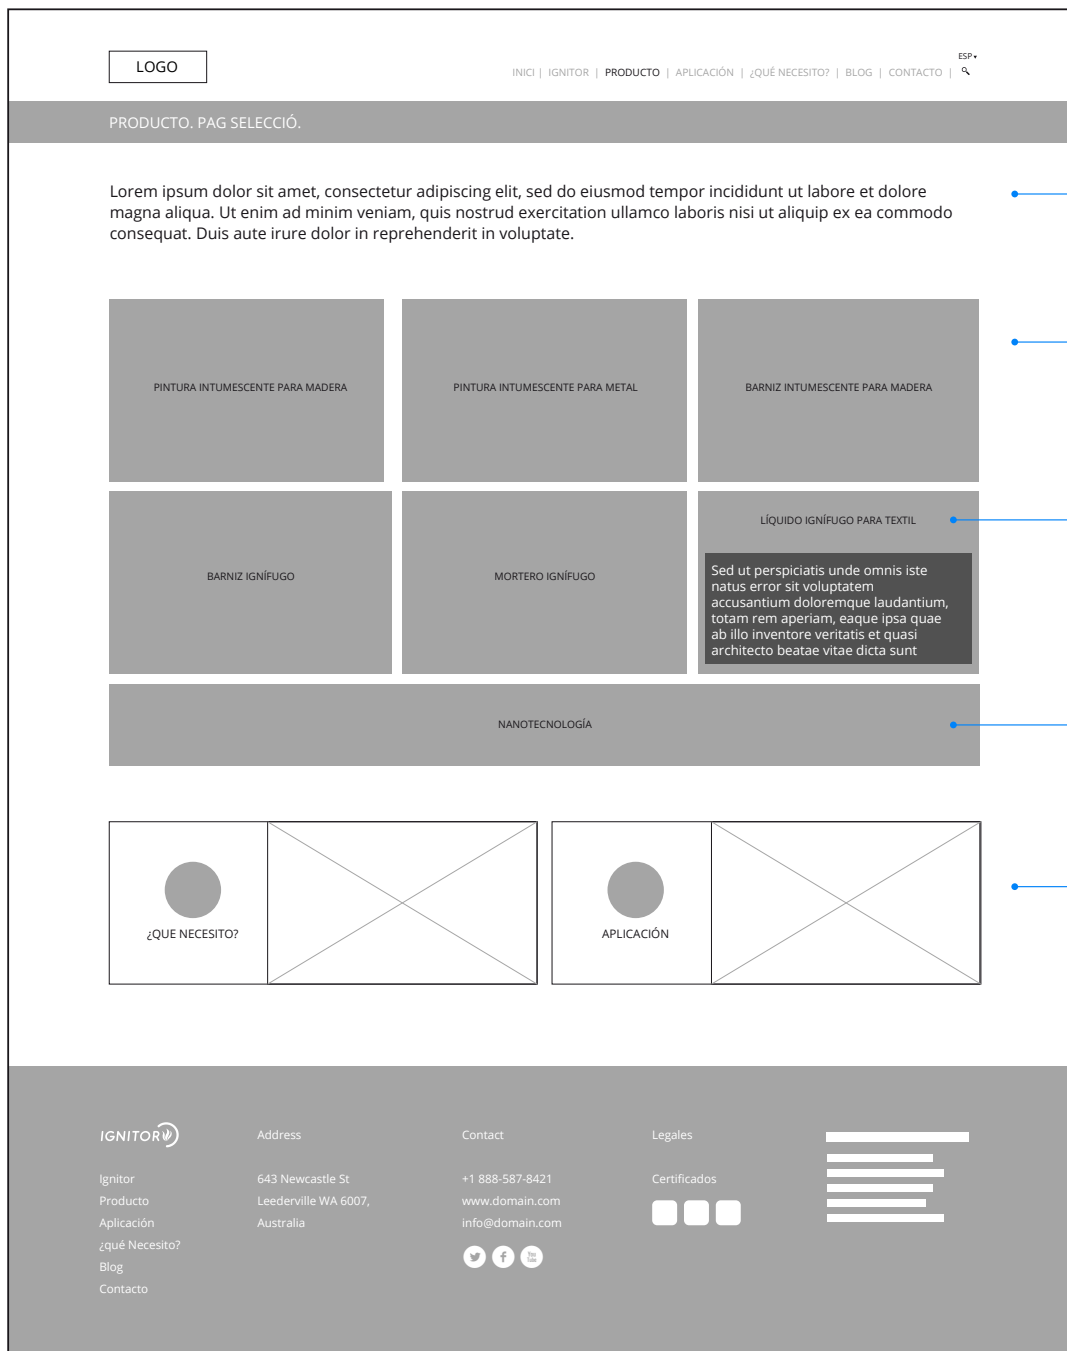 LOGO
ESP
INICI | IGNITOR | PRODUCTO | APLICACIÓN | ¿QUÉ NECESITO? | BLOG | CONTACTO |
PRODUCTO. PAG SELECCIÓ.
Lorem ipsum dolor sit amet, consectetur adipiscing elit, sed do eiusmod tempor incididunt ut labore et dolore
magna aliqua. Ut enim ad minim veniam, quis nostrud exercitation ullamco laboris nisi ut aliquip ex ea commodo
consequat. Duis aute irure dolor in reprehenderit in voluptate.
PINTURA INTUMESCENTE PARA MADERA
PINTURA INTUMESCENTE PARA METAL
BARNIZ INTUMESCENTE PARA MADERA
BARNIZ IGNÍFUGO
MORTERO IGNÍFUGO
LÍQUIDO IGNÍFUGO PARA TEXTIL
Sed ut perspiciatis unde omnis iste
natus error sit voluptatem
accusantium doloremque laudantium,
totam rem aperiam, eaque ipsa quae
ab illo inventore veritatis et quasi
architecto beatae vitae dicta sunt
NANOTECNOLOGÍA
¿QUE NECESITO?
APLICACIÓN
IGNITOR
Ignitor
Producto
Aplicación
¿qué Necesito?
Blog
Contacto
Address
643 Newcastle St
Leederville WA 6007,
Australia
Contact
+1 888-587-8421
www.domain.com
info@domain.com
You
Tube
Legales
Certificados